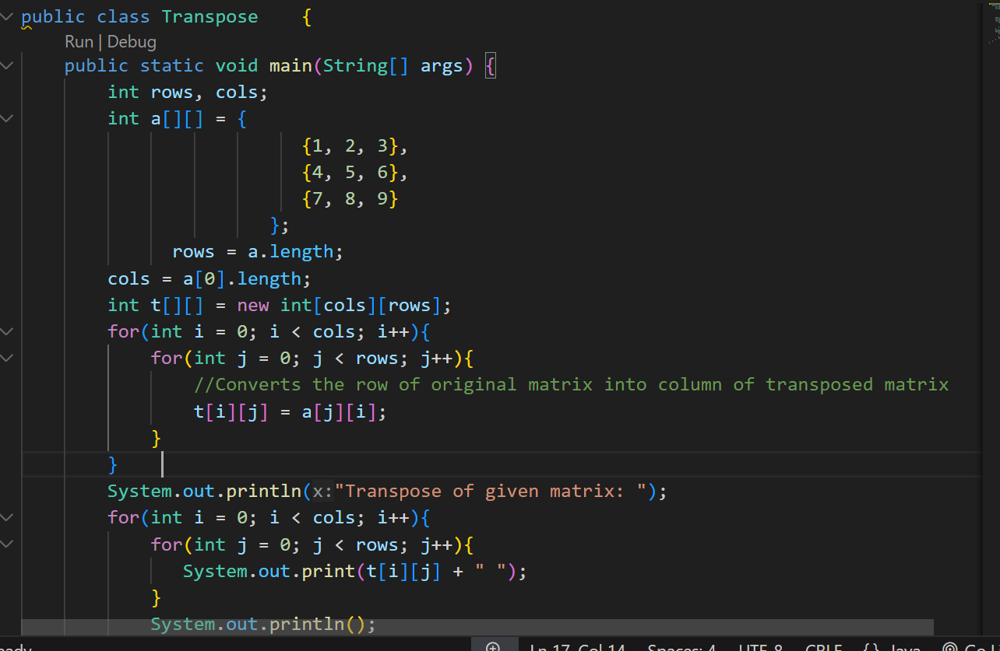 public class Transpose    {
Run | Debug
public static void main(String[] args) {
int rows, cols;
int a[][] = {
{1, 2, 3},
{4, 5, 6},
{7, 8, 9}
};
rows = a.length;
cols = a[0].length;
int t[][] = new int[cols][rows];
for(int i = 0; i < cols; i++){
for(int j = 0; j < rows; j++){
//Converts the row of original matrix into column of transposed matrix
t[i][j] = a[j][i];
}
}
System.out.println(x:"Transpose of given matrix: ");
for(int i = 0; i < cols; i++){
for(int j = 0; j < rows; j++){
System.out.print(t[i][j] + " ");
}
System.out.println();
Ln 17, Col 14 Spaces: 4 UTF-8 CRLF {} Java